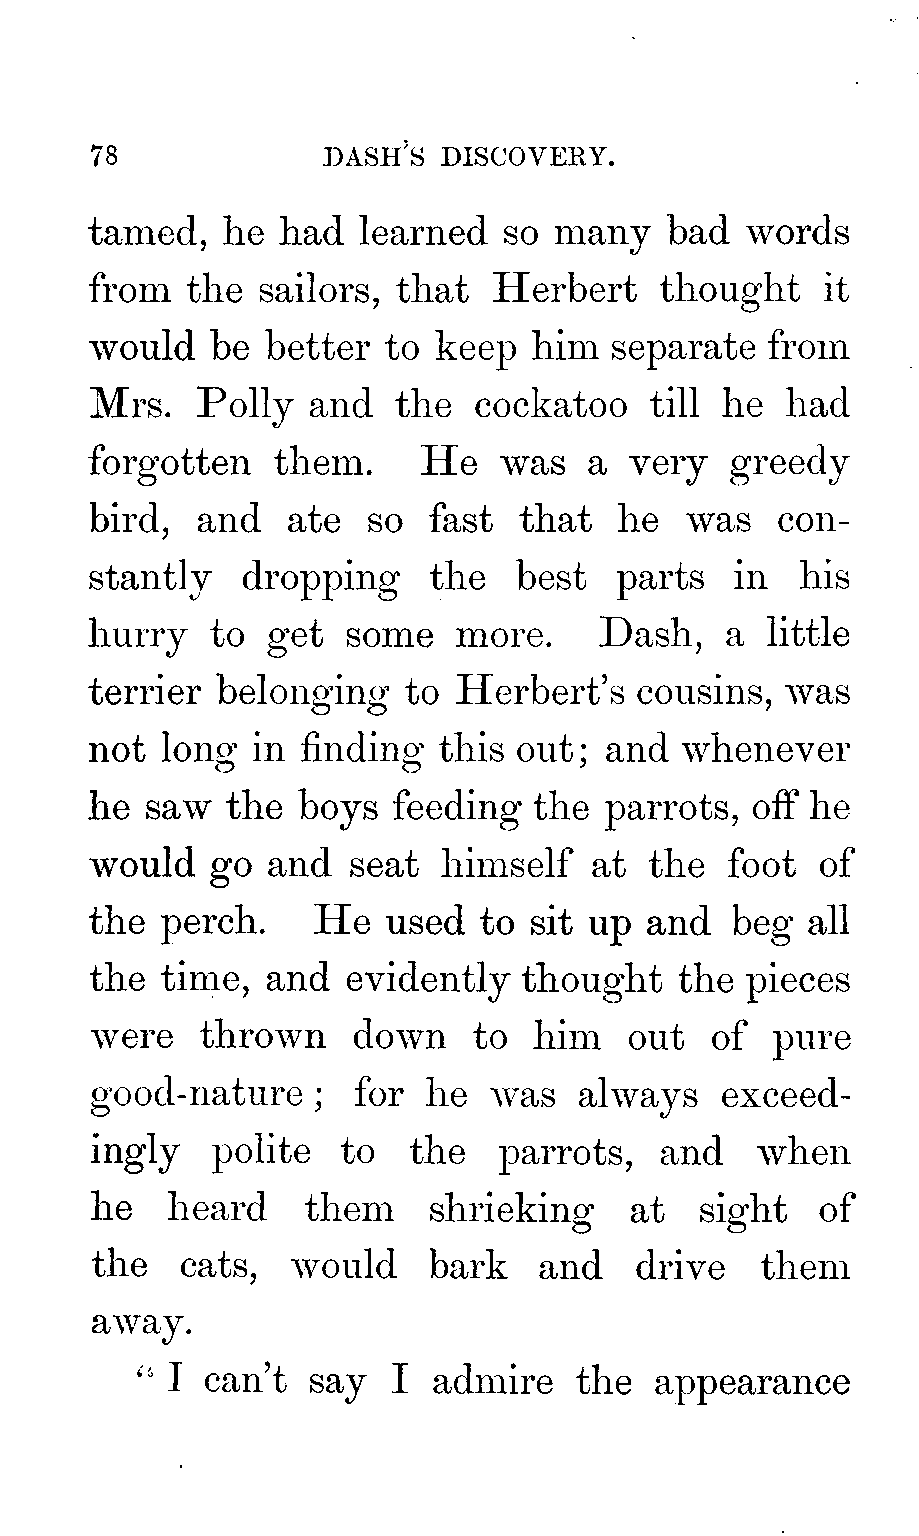 78 DASH'S DISCOVERY.
tamed, he had learned so many bad words
from the sailors, that Herbert thought it
would be better to keep him separate from
Mrs. Polly and the cockatoo till he had
forgotten them. He was a very greedy
bird, and ate so fast that he was con-
stantly dropping the best parts in his
hurry to get some more. Dash, a little
terrier belonging to Herbert's cousins, was
not long in finding this out; and whenever
he saw the boys feeding the parrots, off he
would go and seat himself at the foot of
the perch. He used to sit up and beg all
the time, and evidently thought the pieces
were thrown down to him out of pure
good-nature; for he was always exceed-
ingly polite to the parrots, and when
he heard them shrieking at sight of
the cats, would bark and drive them
away.
"I can't say I admire the appearance